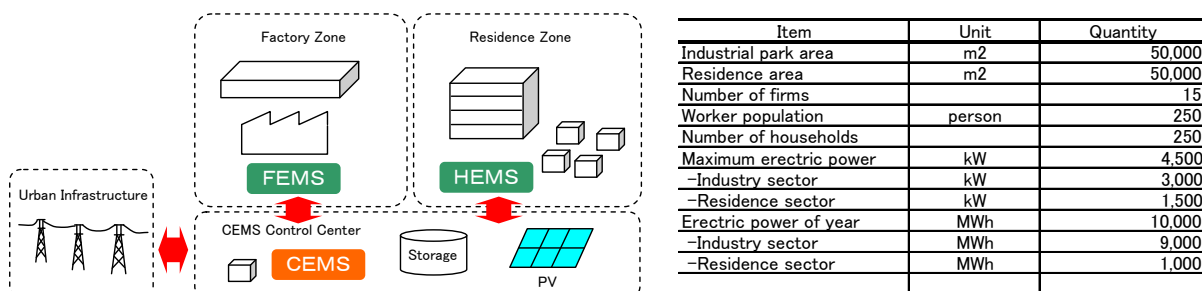 Factory Zone
Residence Zone
FEMS
HEMS
Urban Infrastructure
CEMS Control Center
CEMS
Storage
PV
Item Unit Quantity
Industrial park area m2 50,000
Residence area m2 50,000
Number of firms 15
Worker population person 250
Number of households 250
Maximum erectric power kW 4,500
-Industry sector kW 3,000
-Residence sector kW 1,500
Erectric power of year MWh 10,000
-Industry sector MWh 9,000
-Residence sector MWh 1,000